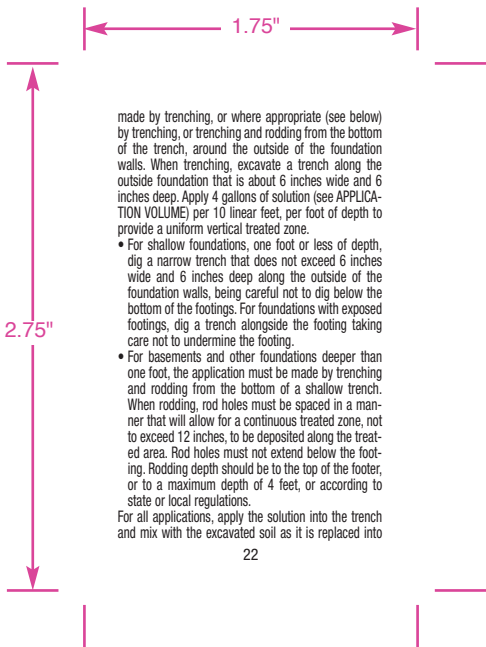 1.75"
made by trenching, or where appropriate (see below)
by trenching, or trenching and rodding from the bottom
of the trench, around the outside of the foundation
walls. When trenching, excavate a trench along the
outside foundation that is about 6 inches wide and 6
inches deep. Apply 4 gallons of solution (see APPLICA-
TION VOLUME) per 10 linear feet, per foot of depth to
provide a uniform vertical treated zone.
• For shallow foundations, one foot or less of depth,
dig a narrow trench that does not exceed 6 inches
wide and 6 inches deep along the outside of the
foundation walls, being careful not to dig below the
bottom of the footings. For foundations with exposed
footings, dig a trench alongside the footing taking
care not to undermine the footing.
2.75"
• For basements and other foundations deeper than
one foot, the application must be made by trenching
and rodding from the bottom of a shallow trench.
When rodding, rod holes must be spaced in a man-
ner that will allow for a continuous treated zone, not
to exceed 12 inches, to be deposited along the treat-
ed area. Rod holes must not extend below the foot-
ing. Rodding depth should be to the top of the footer,
or to a maximum depth of 4 feet, or according to
state or local regulations.
For all applications, apply the solution into the trench
and mix with the excavated soil as it is replaced into
22